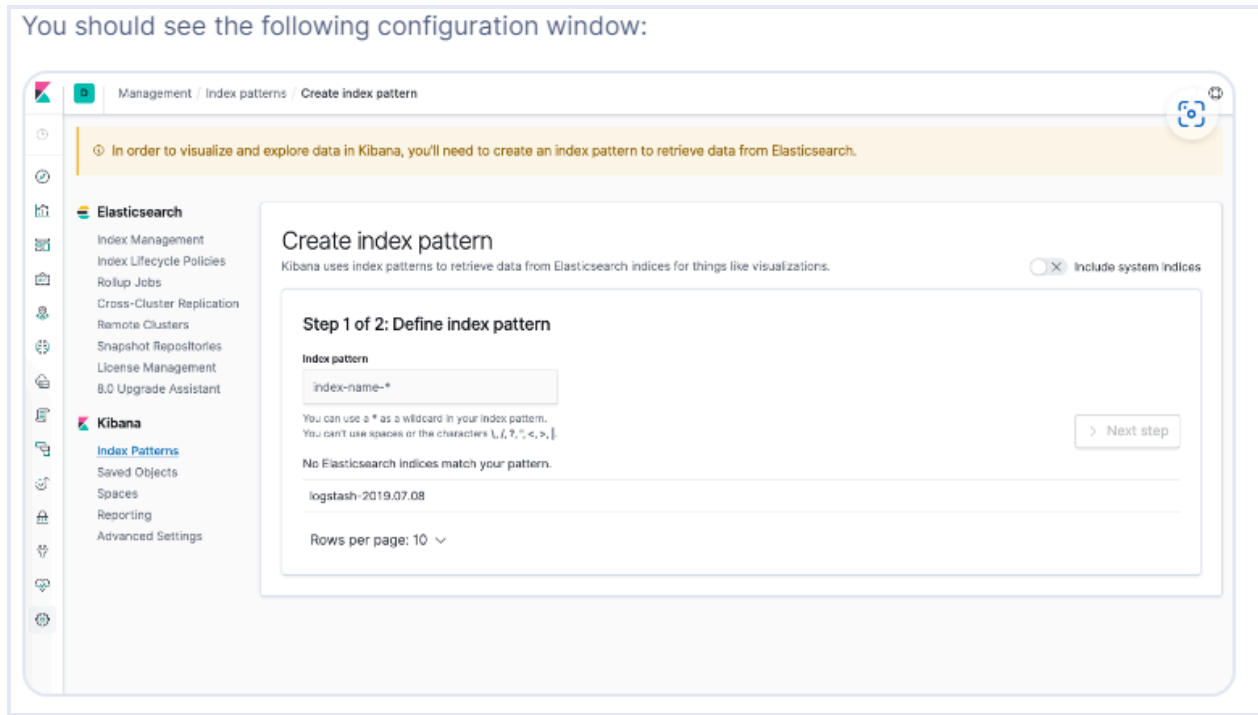 You should see the following configuration window:
D
Management / Index patterns / Create index pattern
In order to visualize and explore data in Kibana, you'll need to create an index pattern to retrieve data from Elasticsearch.
Elasticsearch
Index Management
Index Lifecycle Policies
Rollup Jobs
Cross-Cluster Replication
Remote Clusters
Snapshot Repositories
License Management
8.0 Upgrade Assistant
Kibana
Index Patterns
Saved Objects
Spaces
Reporting
Advanced Settings
Create index pattern
Kibana uses index patterns to retrieve data from Elasticsearch indices for things like visualizations.
Include system indices
Step 1 of 2: Define index pattern
Index pattern
index-name-*
You can use a * as a wildcard in your index pattern.
You can't use spaces or the characters \, /, ?, ", <, >, |.
> Next step
No Elasticsearch indices match your pattern.
logstash-2019.07.08
Rows per page: 10